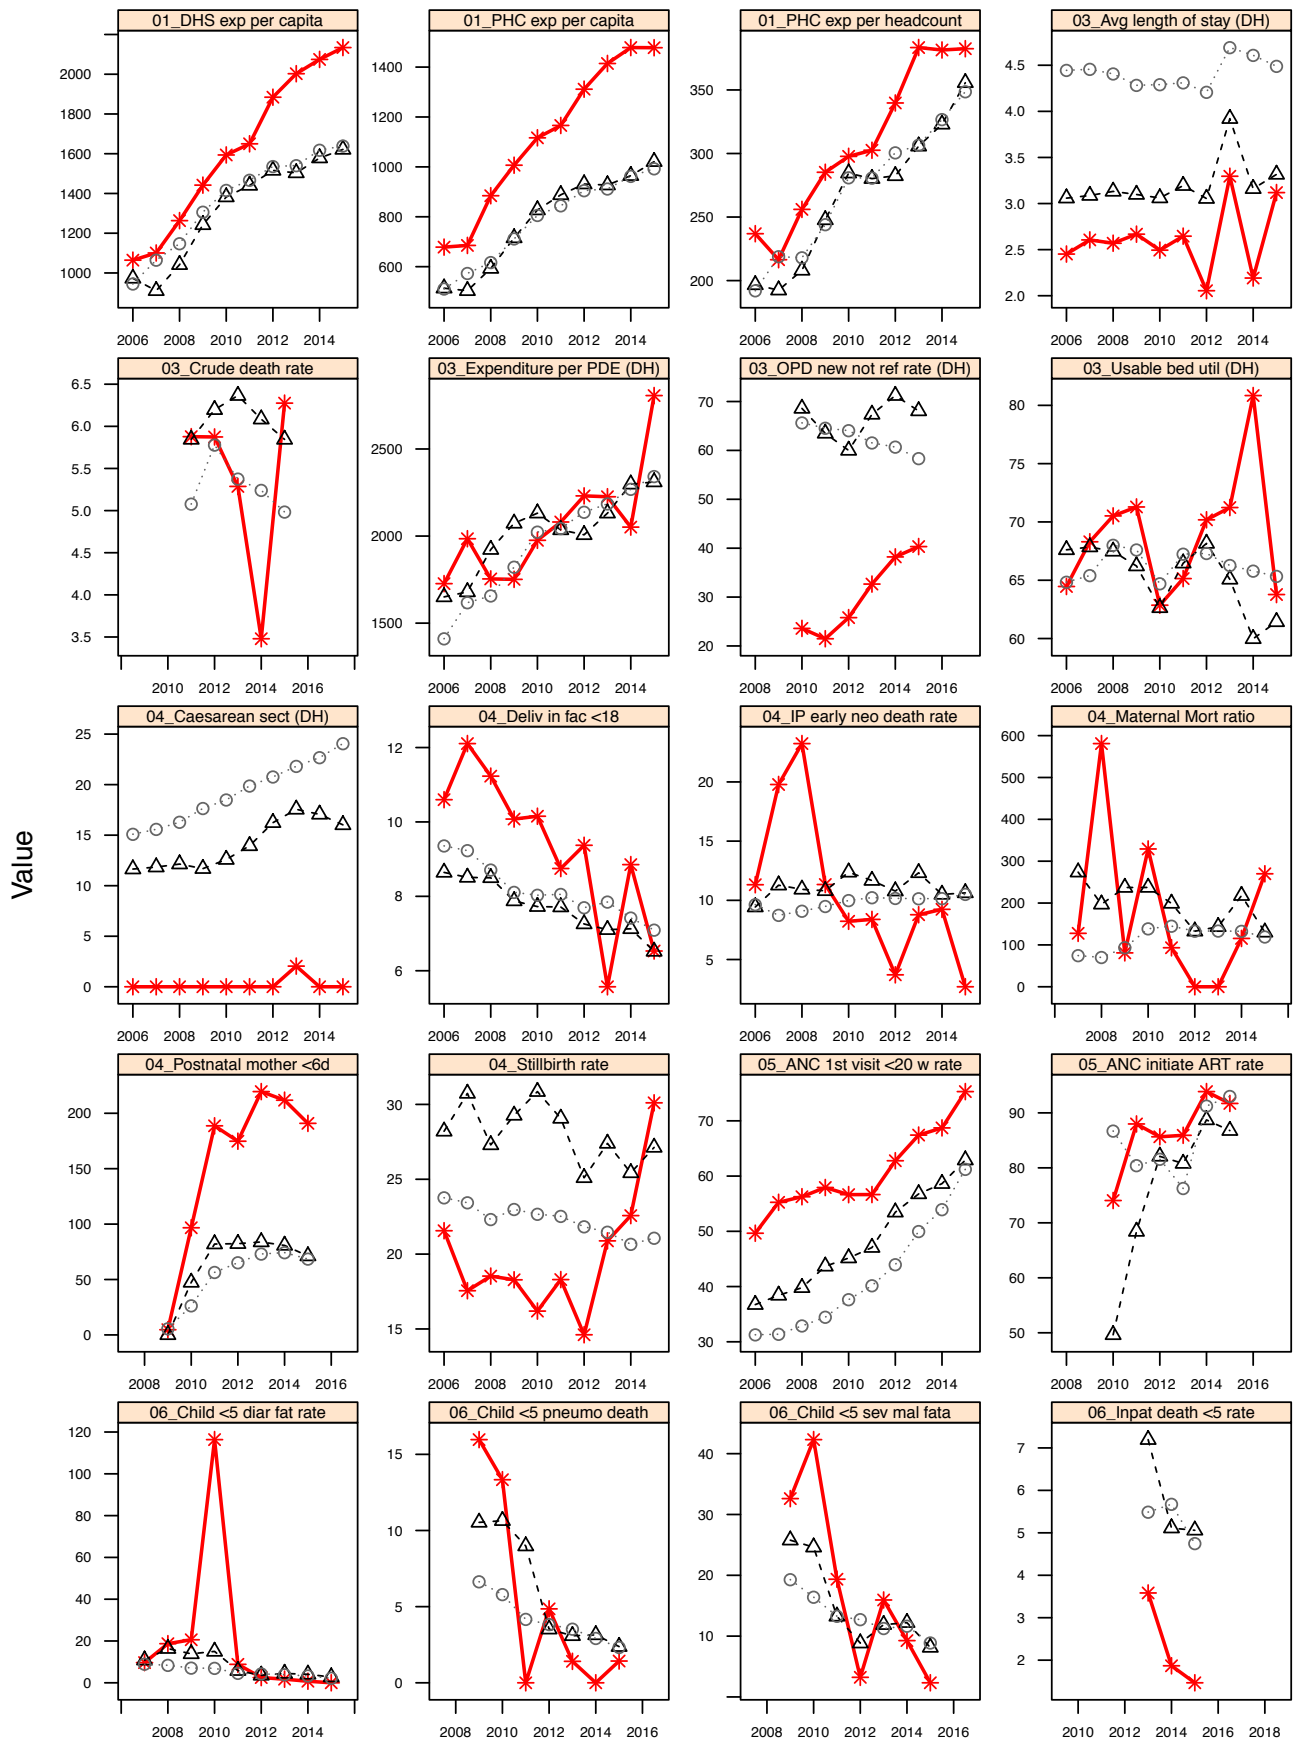 01_DHS exp per capita
01_PHC exp per capita
01_PHC exp per headcount
03_Avg length of stay (DH)
2000
1800
1600
1400
1200
1000
1400
1200
1000
800
600
350
300
250
200
4.5
4.0
3.5
3.0
2.5
2.0
2006 2008 2010 2012 2014
2006 2008 2010 2012 2014
2006 2008 2010 2012 2014
2006 2008 2010 2012 2014
03_Crude death rate
03_Expenditure per PDE (DH)
03_OPD new not ref rate (DH)
03_Usable bed util (DH)
6.5
6.0
5.5
5.0
4.5
4.0
3.5
2500
2000
1500
70
60
50
40
30
20
80
75
70
65
60
2010 2012 2014 2016
2006 2008 2010 2012 2014
2008 2010 2012 2014 2016
2006 2008 2010 2012 2014
04_Caesarean sect (DH)
04_Deliv in fac <18
04_IP early neo death rate
04_Maternal Mort ratio
Value
25
20
15
10
5
0
12
10
8
6
20
15
10
5
600
500
400
300
200
100
0
2006 2008 2010 2012 2014
2006 2008 2010 2012 2014
2006 2008 2010 2012 2014
2008 2010 2012 2014
04_Postnatal mother <6d
04_Stillbirth rate
05_ANC 1st visit <20 w rate
05_ANC initiate ART rate
200
150
100
50
0
30
25
20
15
70
60
50
40
30
90
80
70
60
50
2008 2010 2012 2014 2016
2006 2008 2010 2012 2014
2006 2008 2010 2012 2014
2008 2010 2012 2014 2016 2018
06_Child <5 diar fat rate
06_Child <5 pneumo death
06_Child <5 sev mal fata
06_Inpat death <5 rate
120
100
80
60
40
20
0
15
10
5
0
40
30
20
10
7
6
5
4
3
2
2008 2010 2012 2014
2008 2010 2012 2014 2016
2008 2010 2012 2014 2016
2010 2012 2014 2016 2018